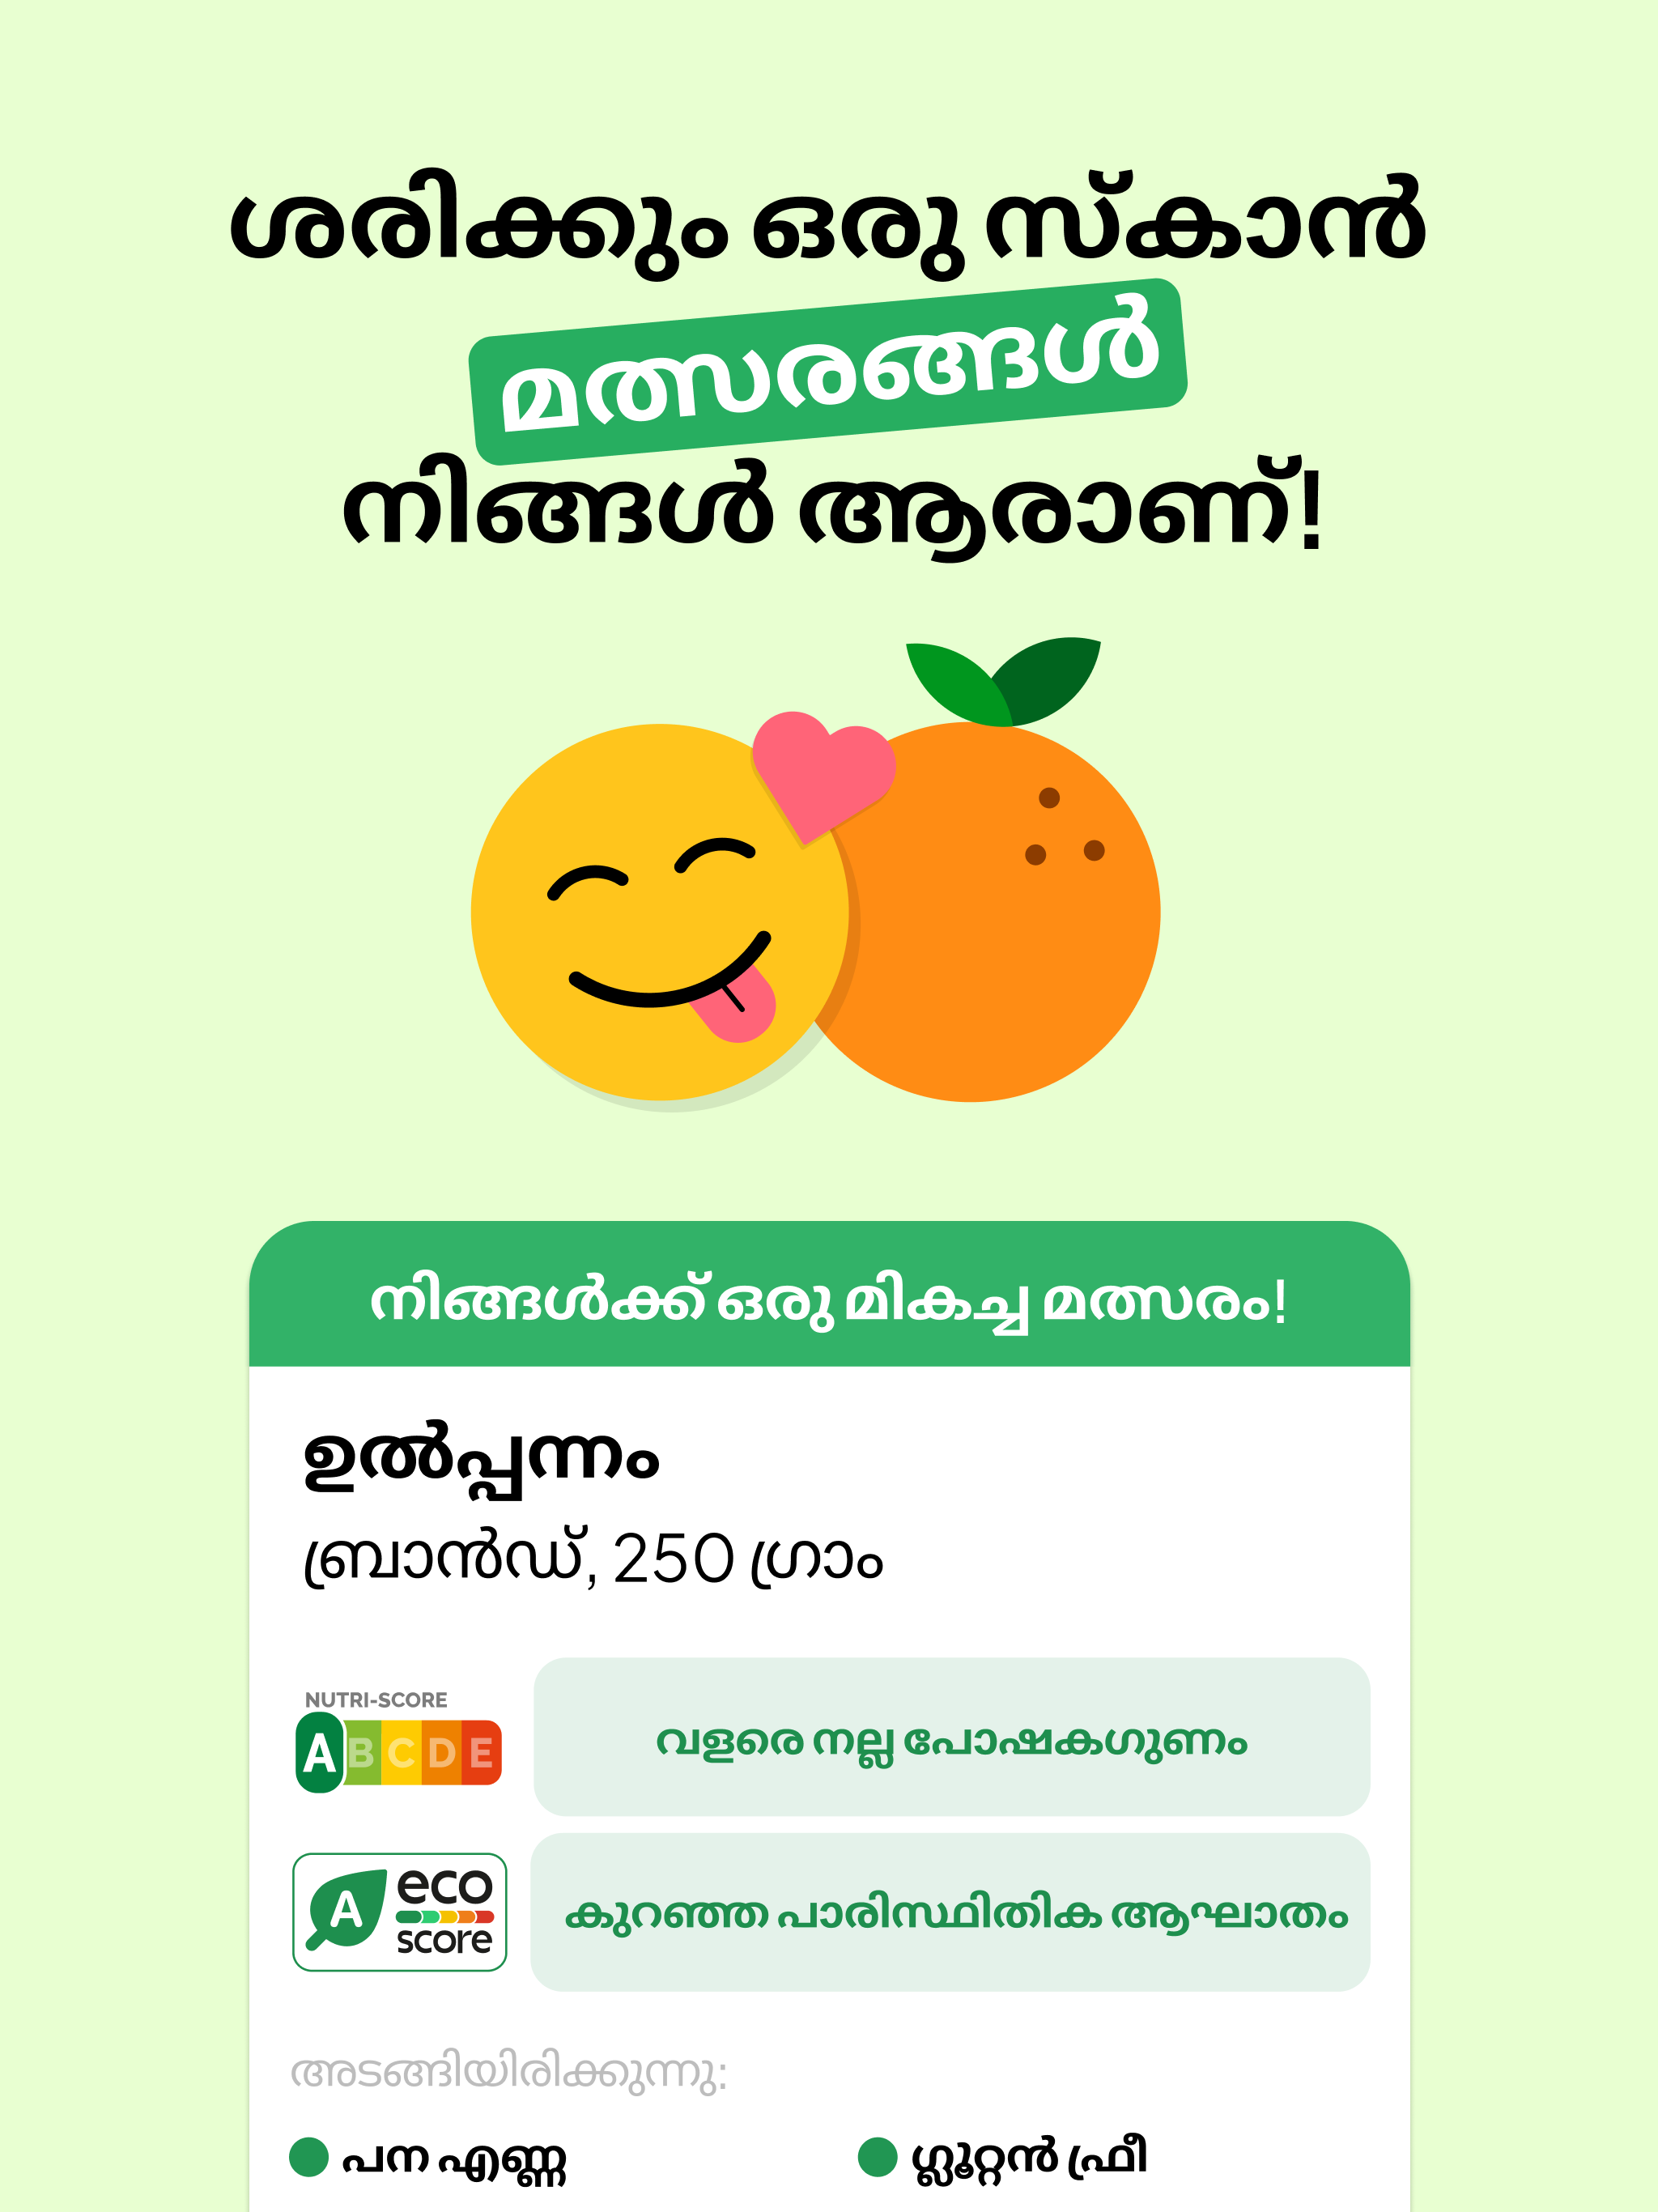 ശരിക്കും ഒരു സ്കാൻ
മത്സരങ്ങൾ
നിങ്ങൾ ആരാണ്!
നിങ്ങൾക്ക് ഒരു മികച്ച മത്സരം!
ഉൽപ്പന്നം
ബ്രാൻഡ്, 250 ഗ്രാം
NUTRI-SCORE
A B C D E
വളരെ നല്ല പോഷകഗുണം
A
eco
score
കുറഞ്ഞ പാരിസ്ഥിതിക ആഘാതം
അടങ്ങിയിരിക്കുന്നു:
പന എണ്ണ
ഗ്ലൂറ്റൻ ഫ്രീ